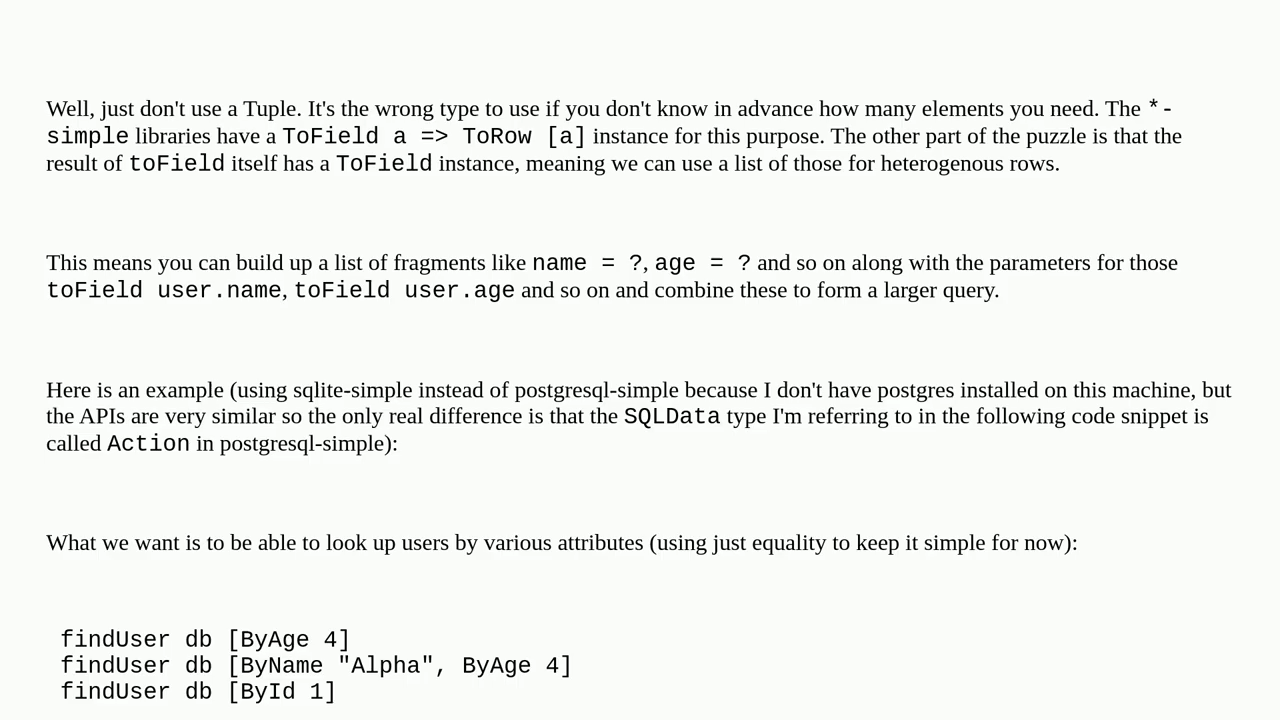 Well, just don't use a Tuple. It's the wrong type to use if you don't know in advance how many elements you need. The *-
simple libraries have a ToField a => ToRow [a] instance for this purpose. The other part of the puzzle is that the
result of toField itself has a ToField instance, meaning we can use a list of those for heterogenous rows.
This means you can build up a list of fragments like name = ?, age = ? and so on along with the parameters for those
toField user.name, toField user.age and so on and combine these to form a larger query.
Here is an example (using sqlite-simple instead of postgresql-simple because I don't have postgres installed on this machine, but
the APIs are very similar so the only real difference is that the SQLData type I'm referring to in the following code snippet is
called Action in postgresql-simple):
What we want is to be able to look up users by various attributes (using just equality to keep it simple for now):
findUser db [ByAge 4]
findUser db [ByName "Alpha", ByAge 4]
findUser db [ById 1]